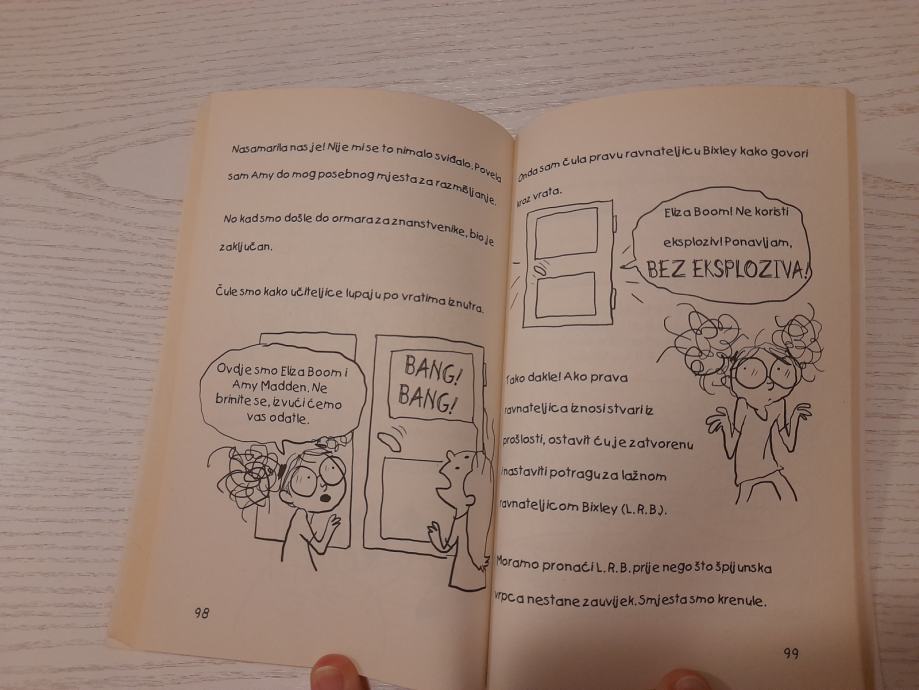 Nasamarila nas je! Nije mi se to nimalo sviđalo. Povela
sam Amy do mog posebnog mjesta za razmišljanje.
No kad smo došle do ormara za znanstvenike, bio je
zaključan.
Čule smo kako učiteljice lupaju po vratima iznutra.
Ovdje smo Eliza Boom i
Amy Madden. Ne
brinite se, izvući ćemo
vas odatle.
BANG!
BANG!
98
Onda sam čula pravu ravnateljicu Bixley kako govori
kroz vrata.
Eliza Boom! Ne koristi
eksploziv! Ponavljam,
BEZ EKSPLOZIVA!
Tako dakle! Ako prava
ravnateljica iznosi stvari iz
prošlosti, ostavit ću je zatvorenu
i nastaviti potragu za lažnom
ravnateljicom Bixley (L.R.B.).
Moramo pronaći L.R.B. prije nego što špijunska
vrpca nestane zauvijek. Smjesta smo krenule.
99